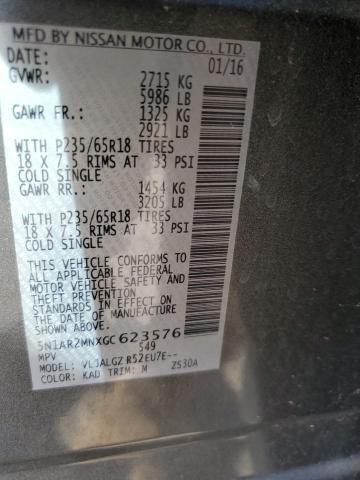 MFD BY NISSAN MOTOR CO., LTD.
DATE: 01/16
GVWR: 2715 KG
5986 LB
GAWR FR: 1325 KG
2921 LB
WITH P235/65R18 TIRES
18 X 7.5 RIMS AT 33 PSI
COLD SINGLE
GAWR RR: 1454 KG
3205 LB
WITH P235/65R18 TIRES
18 X 7.5 RIMS AT 33 PSI
COLD SINGLE
THIS VEHICLE CONFORMS TO
ALL APPLICABLE FEDERAL
MOTOR VEHICLE SAFETY AND
THEFT PREVENTION STANDARDS
IN EFFECT ON THE DATE
OF MANUFACTURE
5N1AR2MNXGC623576
MPV 549
MODEL: VLJALGZ R52EU7E--
COLOR: KAD TRIM: M ZS30A